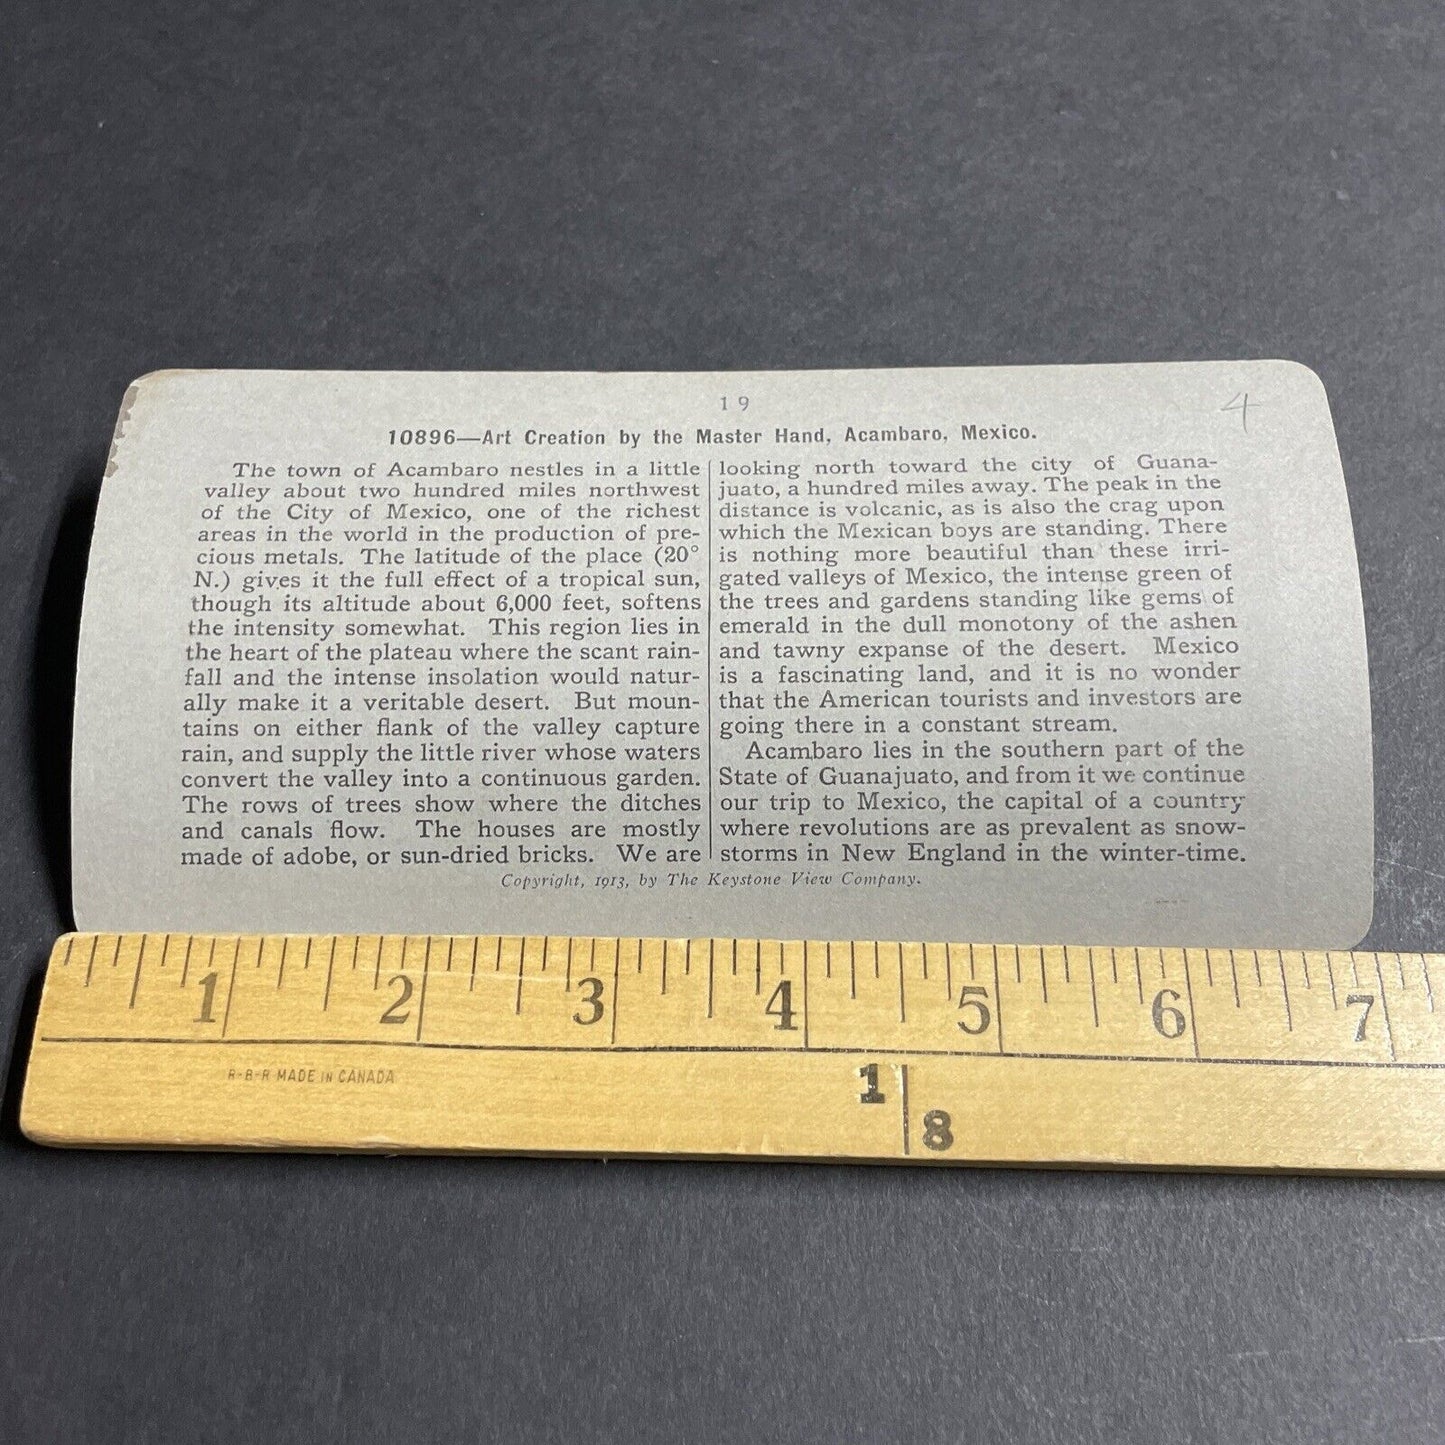 19
4
10896—Art Creation by the Master Hand, Acambaro, Mexico.
The town of Acambaro nestles in a little
valley about two hundred miles northwest
of the City of Mexico, one of the richest
areas in the world in the production of pre-
cious metals. The latitude of the place (20°
N.) gives it the full effect of a tropical sun,
though its altitude about 6,000 feet, softens
the intensity somewhat. This region lies in
the heart of the plateau where the scant rain-
fall and the intense insolation would natur-
ally make it a veritable desert. But moun-
tains on either flank of the valley capture
rain, and supply the little river whose waters
convert the valley into a continuous garden.
The rows of trees show where the ditches
and canals flow. The houses are mostly
made of adobe, or sun-dried bricks. We are
looking north toward the city of Guana-
juato, a hundred miles away. The peak in the
distance is volcanic, as is also the crag upon
which the Mexican boys are standing. There
is nothing more beautiful than these irri-
gated valleys of Mexico, the intense green of
the trees and gardens standing like gems of
emerald in the dull monotony of the ashen
and tawny expanse of the desert. Mexico
is a fascinating land, and it is no wonder
that the American tourists and investors are
going there in a constant stream.
Acambaro lies in the southern part of the
State of Guanajuato, and from it we continue
our trip to Mexico, the capital of a country
where revolutions are as prevalent as snow-
storms in New England in the winter-time.
Copyright, 1913, by The Keystone View Company.
1 2 3 4 5 6 7
R-B-R MADE IN CANADA
1
8